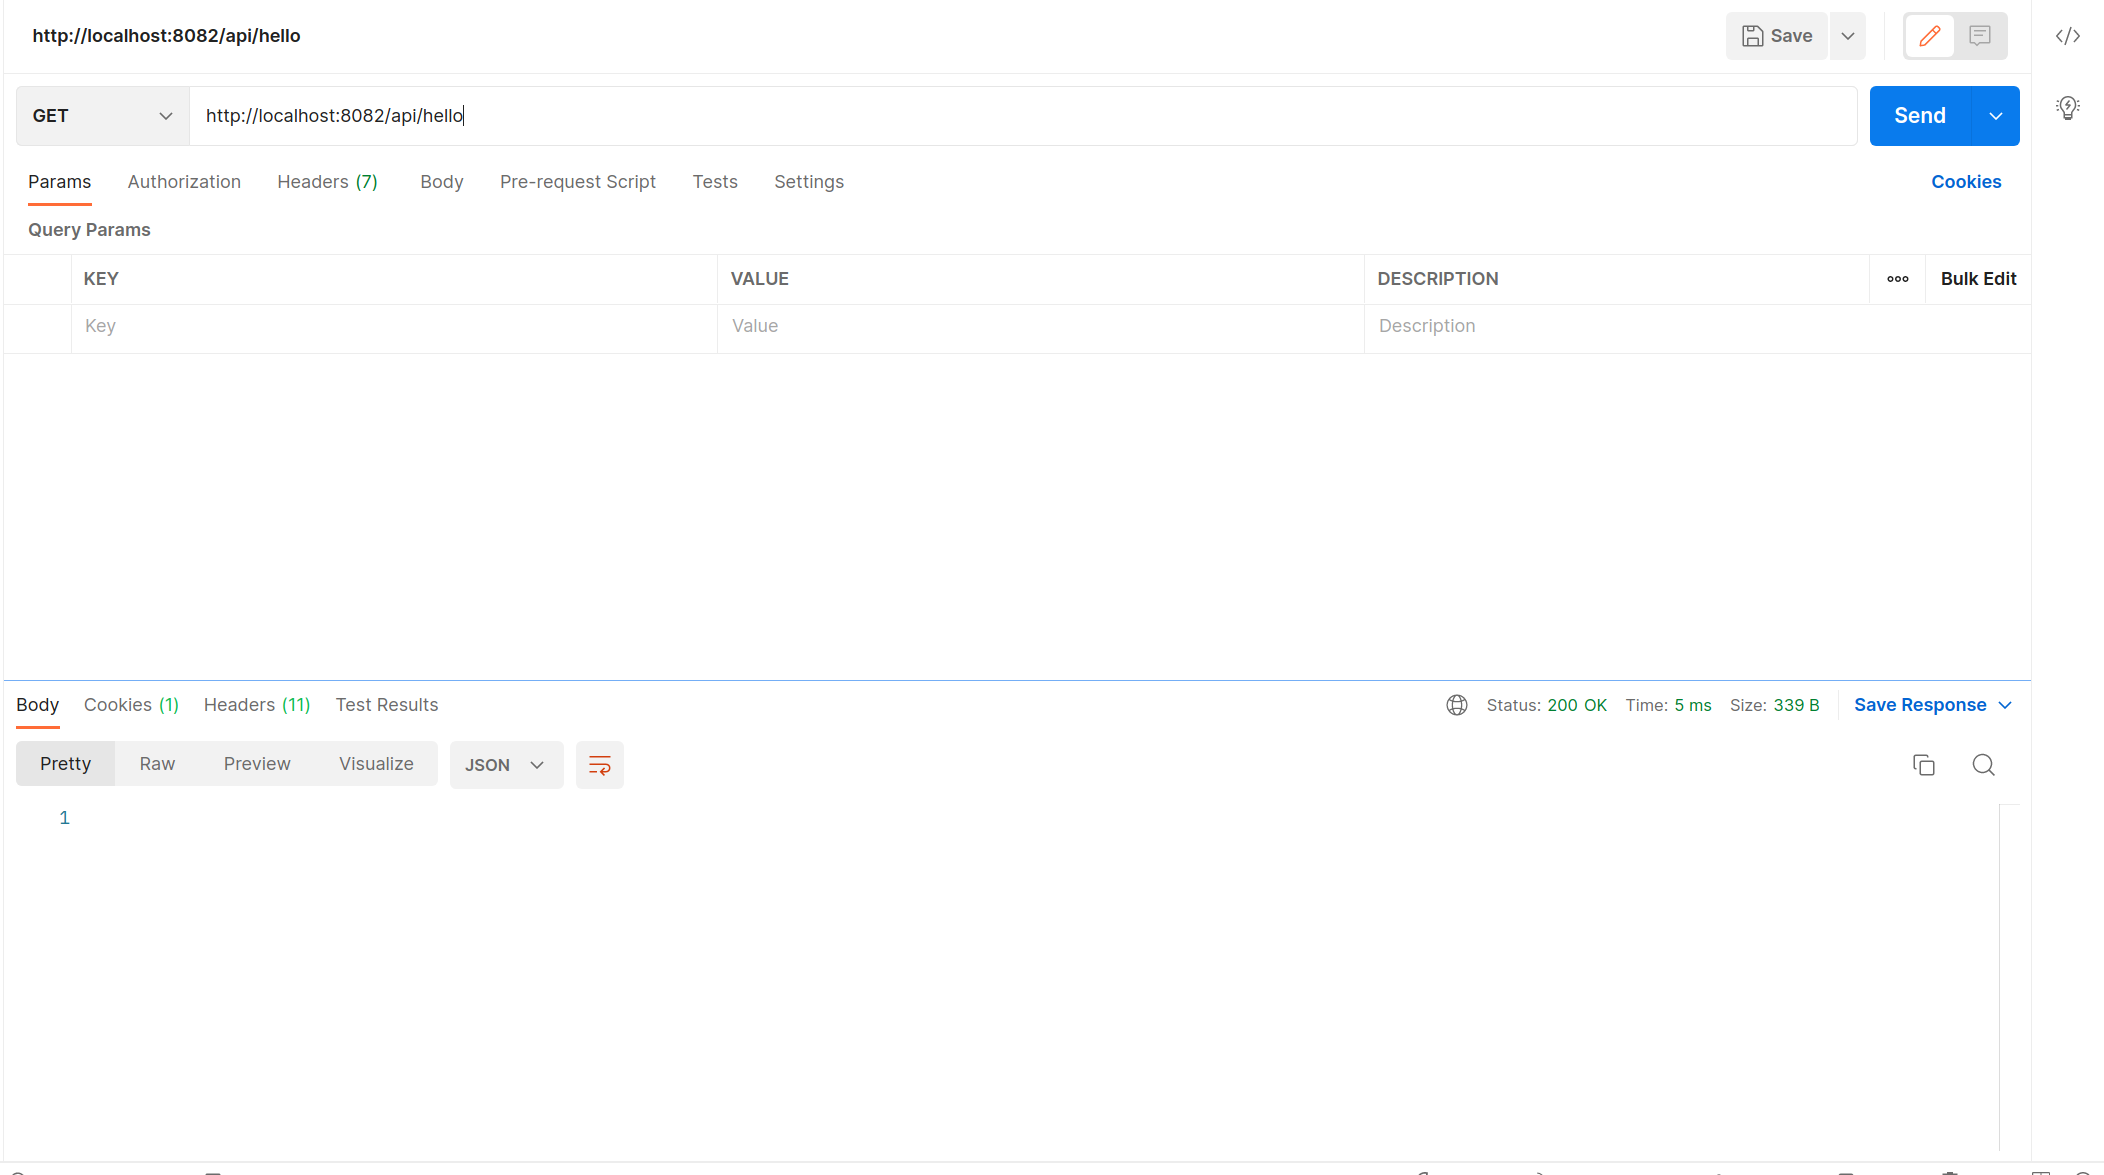 http://localhost:8082/api/hello
Save
GET
http://localhost:8082/api/hello
Send
Params Authorization Headers (7) Body Pre-request Script Tests Settings Cookies
Query Params
KEY VALUE DESCRIPTION Bulk Edit
Key Value Description
Body Cookies (1) Headers (11) Test Results Status: 200 OK Time: 5 ms Size: 339 B Save Response
Pretty Raw Preview Visualize JSON
1